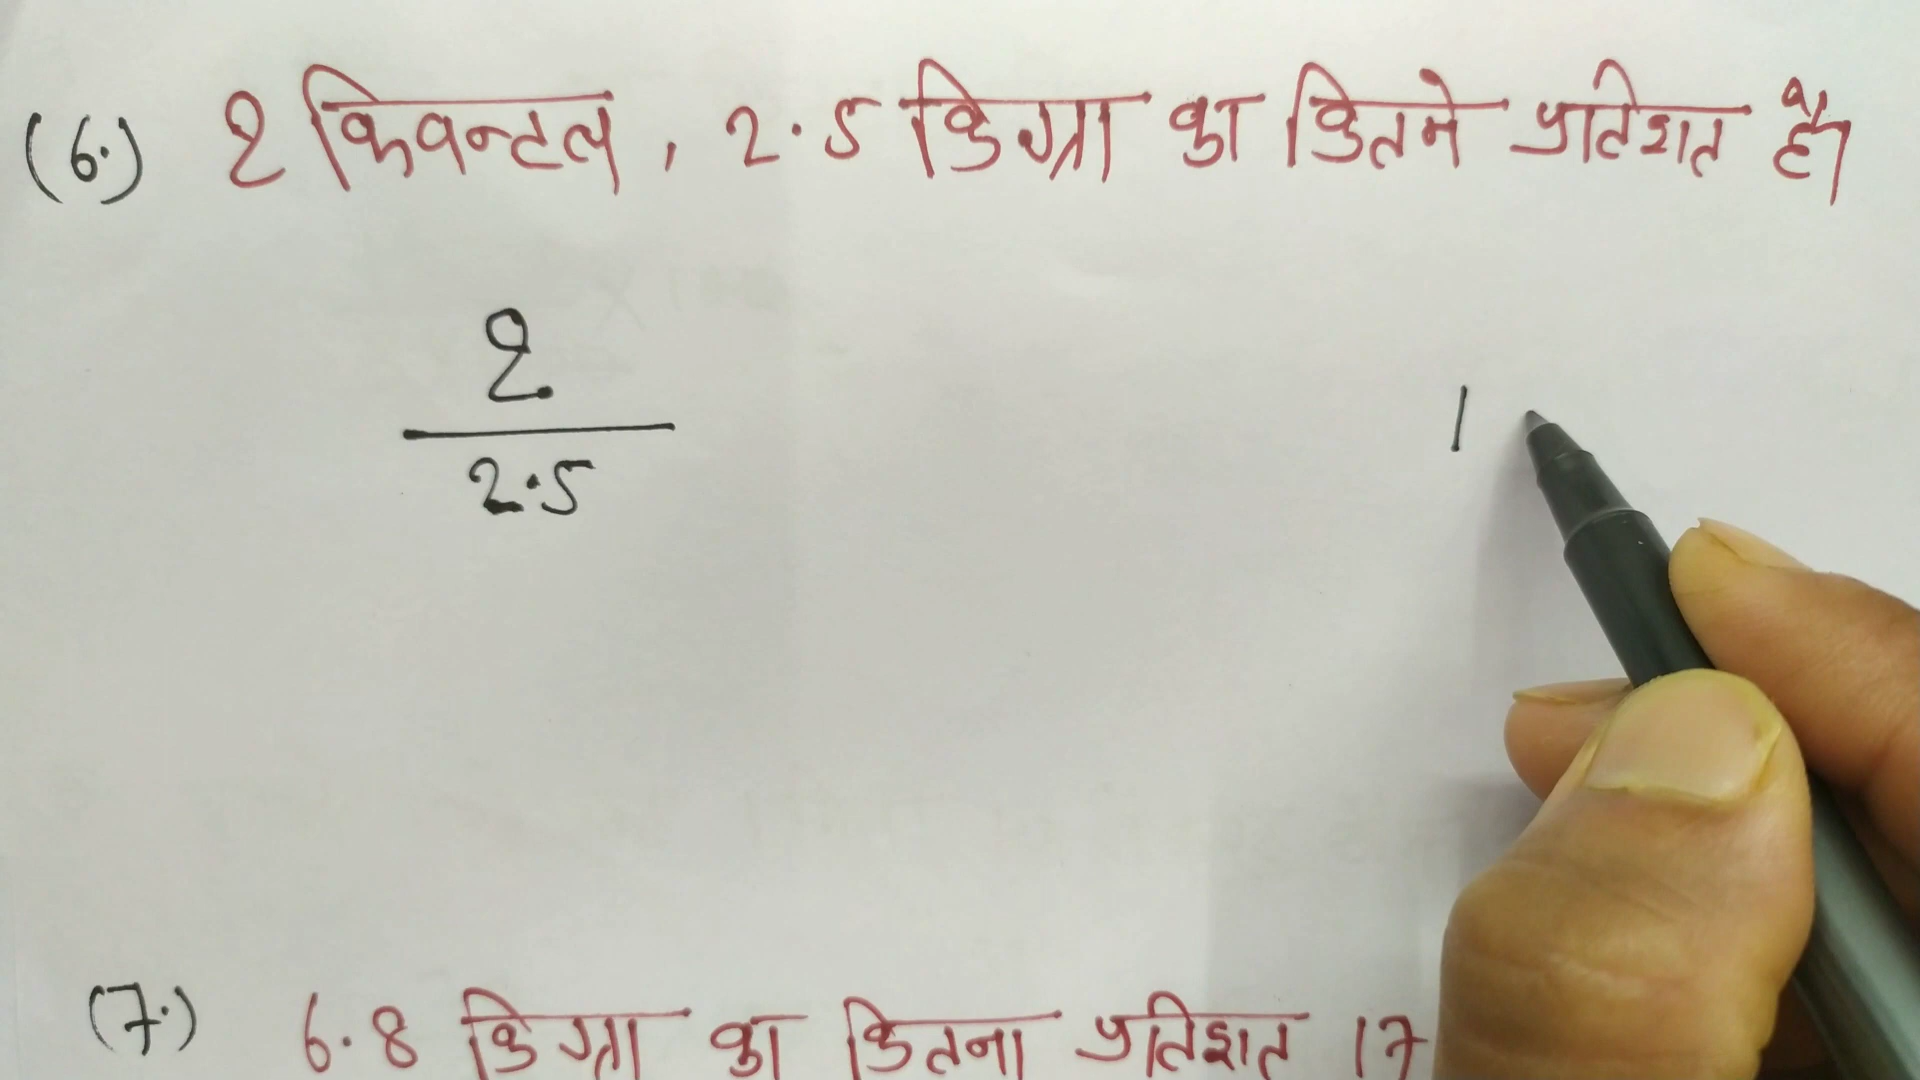 (6.) 2 किवन्टल, 2.5 किग्रा का कितने प्रतिशत है।
2
2.5
1
(7.) 6.8 किग्रा का कितना प्रतिशत 17